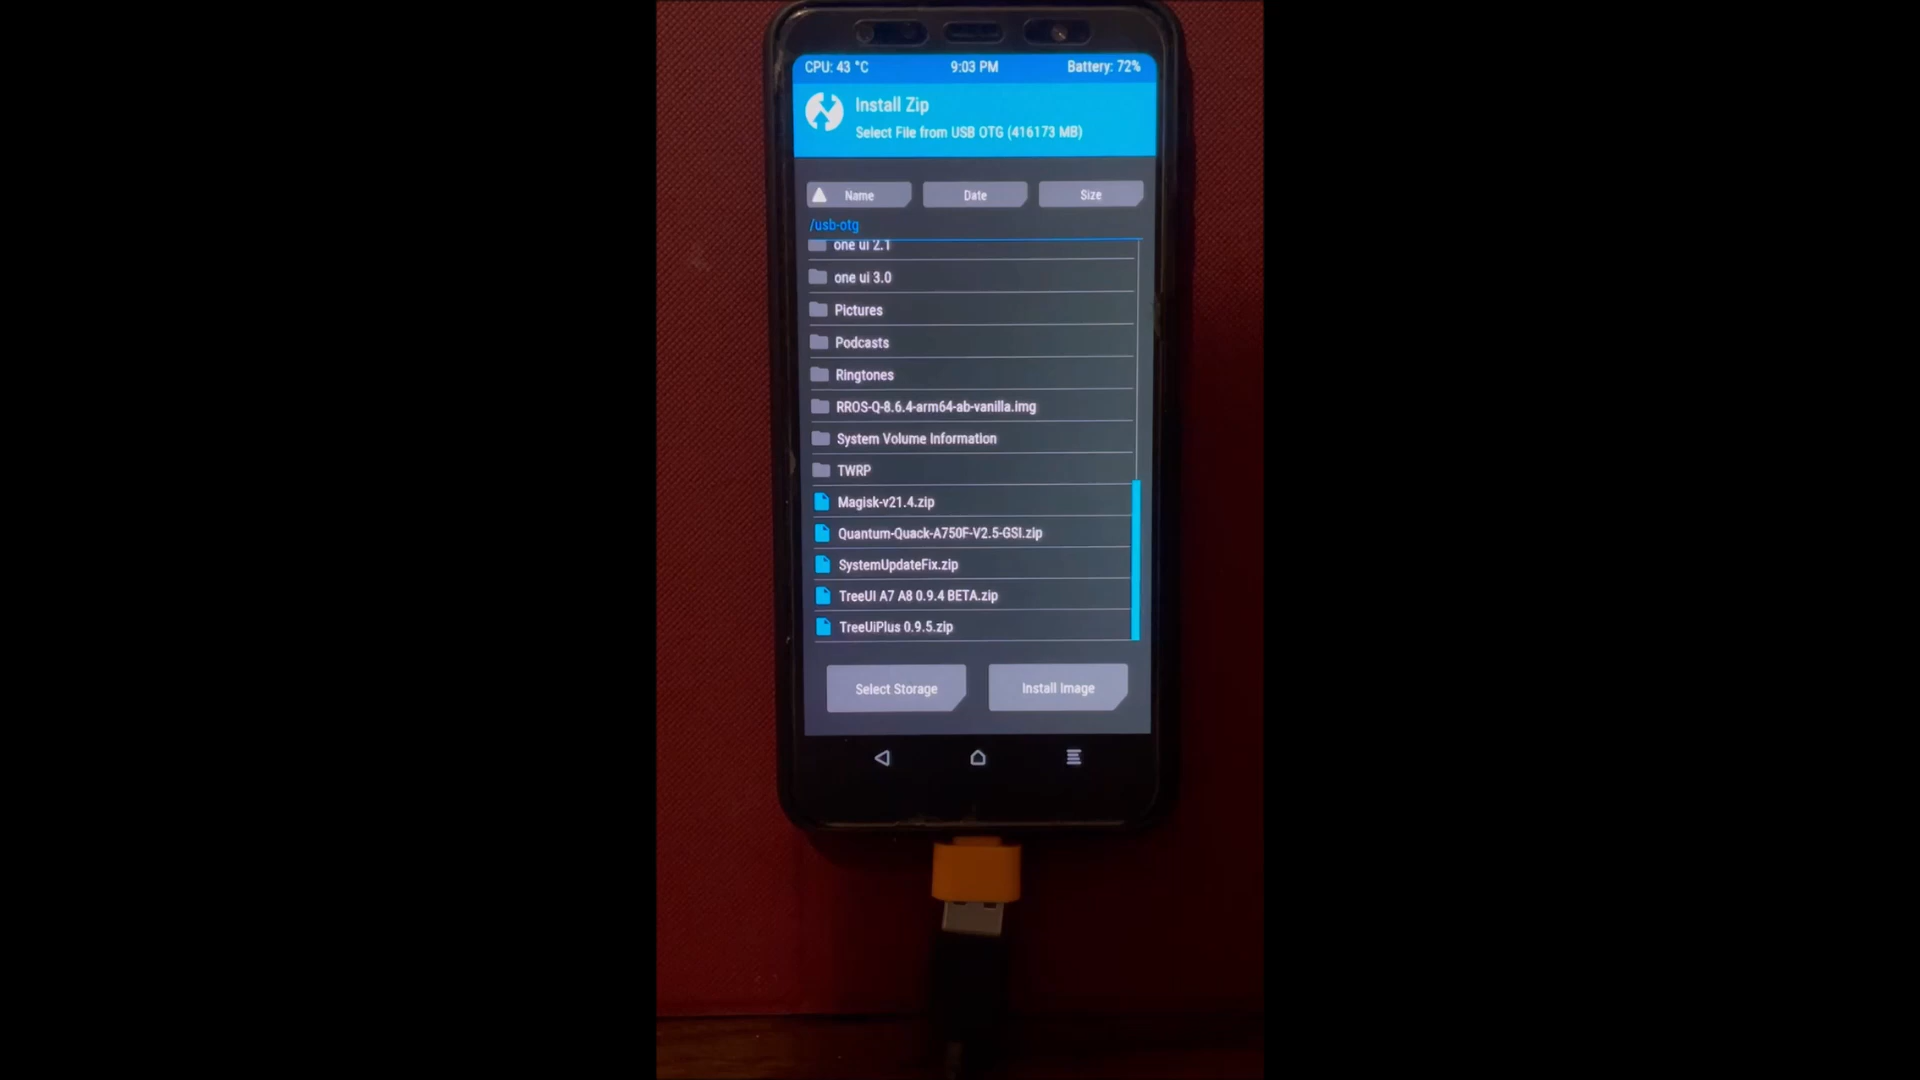 CPU: 43 °C 9:03 PM Battery: 72%
Install Zip
Select File from USB OTG (416173 MB)
Name Date Size
/usb-otg
one ui 2.1
one ui 3.0
Pictures
Podcasts
Ringtones
RROS-Q-8.6.4-arm64-ab-vanilla.img
System Volume Information
TWRP
Magisk-v21.4.zip
Quantum-Quack-A750F-V2.5-GSI.zip
SystemUpdateFix.zip
TreeUI A7 A8 0.9.4 BETA.zip
TreeUiPlus 0.9.5.zip
Select Storage Install Image